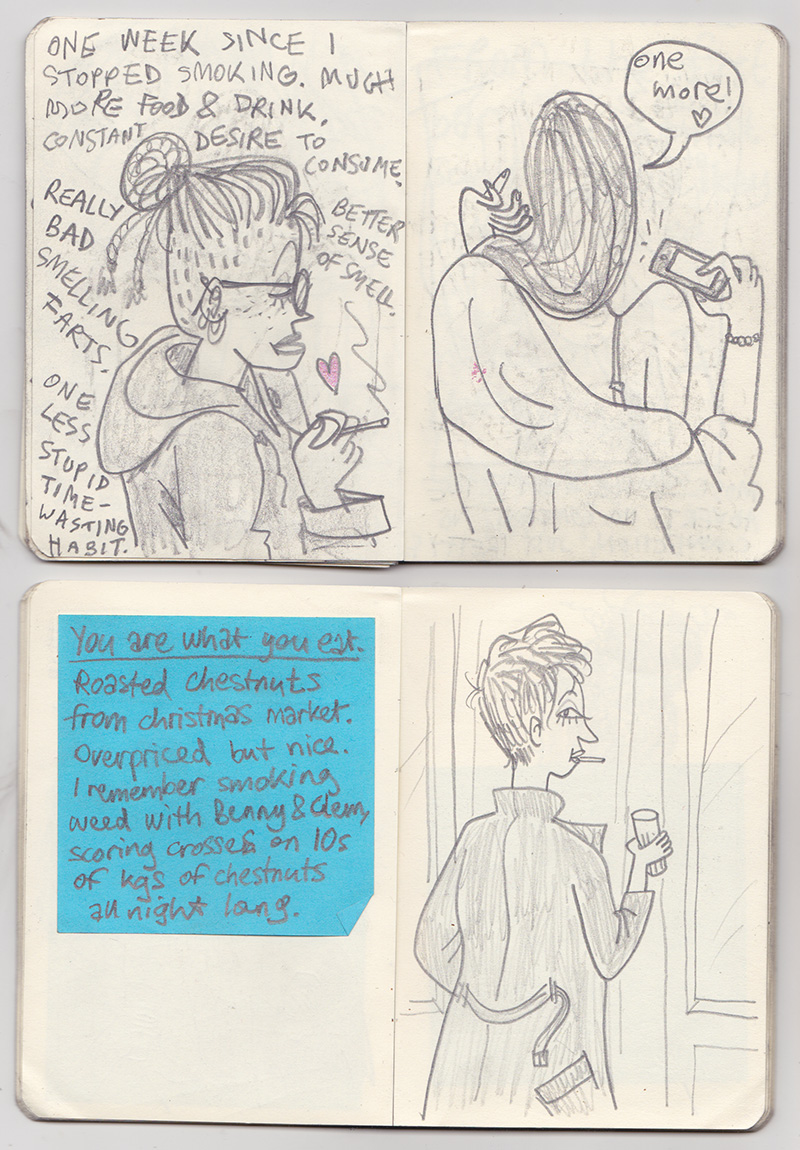 ONE WEEK SINCE I
STOPPED SMOKING. MUCH
MORE FOOD & DRINK.
CONSTANT DESIRE TO
CONSUME.
REALLY
BAD
SMELLING
FARTS.
BETTER
SENSE
OF SMELL.
ONE
LESS
STUPID
TIME-
WASTING
HABIT.
one
more!
You are what you eat.
Roasted chestnuts
from christmas market.
Overpriced but nice.
I remember smoking
weed with Benny & Clem,
scoring crosses on 10s
of kgs of chestnuts
all night long.